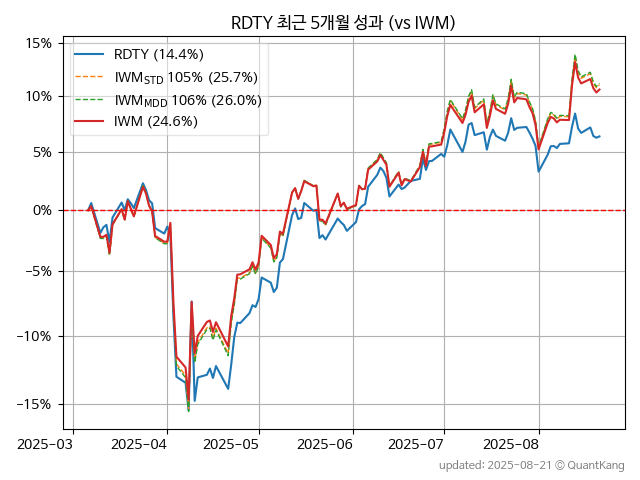 RDTY 최근 5개월 성과 (vs IWM)
RDTY (14.4%)
IWM_STD 105% (25.7%)
IWM_MDD 106% (26.0%)
IWM (24.6%)
15%
10%
5%
0%
−5%
−10%
−15%
2025-03 2025-04 2025-05 2025-06 2025-07 2025-08
updated: 2025-08-21 © QuantKang